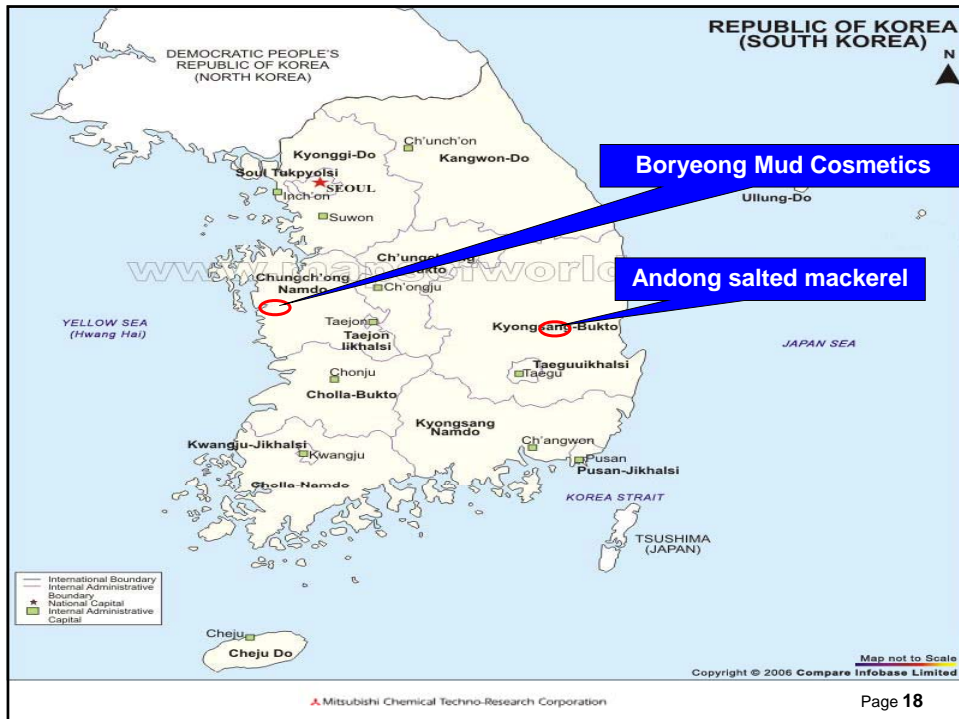 REPUBLIC OF KOREA
(SOUTH KOREA)
N
DEMOCRATIC PEOPLE'S
REPUBLIC OF KOREA
(NORTH KOREA)
Ch'unch'on
Kyonggi-Do
Kangwon-Do
Boryeong Mud Cosmetics
Soul Tukpyolsi
SEOUL
Inch'on
Ullung-Do
Suwon
Chungch'ong
Namdo
Ch'ongju
Andong salted mackerel
YELLOW SEA
(Hwang Hai)
Taejon
Taejon
Kyongsang-Bukto
JAPAN SEA
Taeguuikhalsi
Taegu
Chonju
Cholla-Bukto
Kyongsang
Namdo
Kwangju-Jikhalsi
Kwangju
Ch'angwon
Pusan
Pusan-Jikhalsi
Cholla-Namdo
KOREA STRAIT
TSUSHIMA
(JAPAN)
International Boundary
Internal Administrative
Boundary
National Capital
Internal Administrative
Capital
Cheju
Cheju Do
Map not to Scale
Copyright © 2006 Compare Infobase Limited
Mitsubishi Chemical Techno-Research Corporation
Page 18